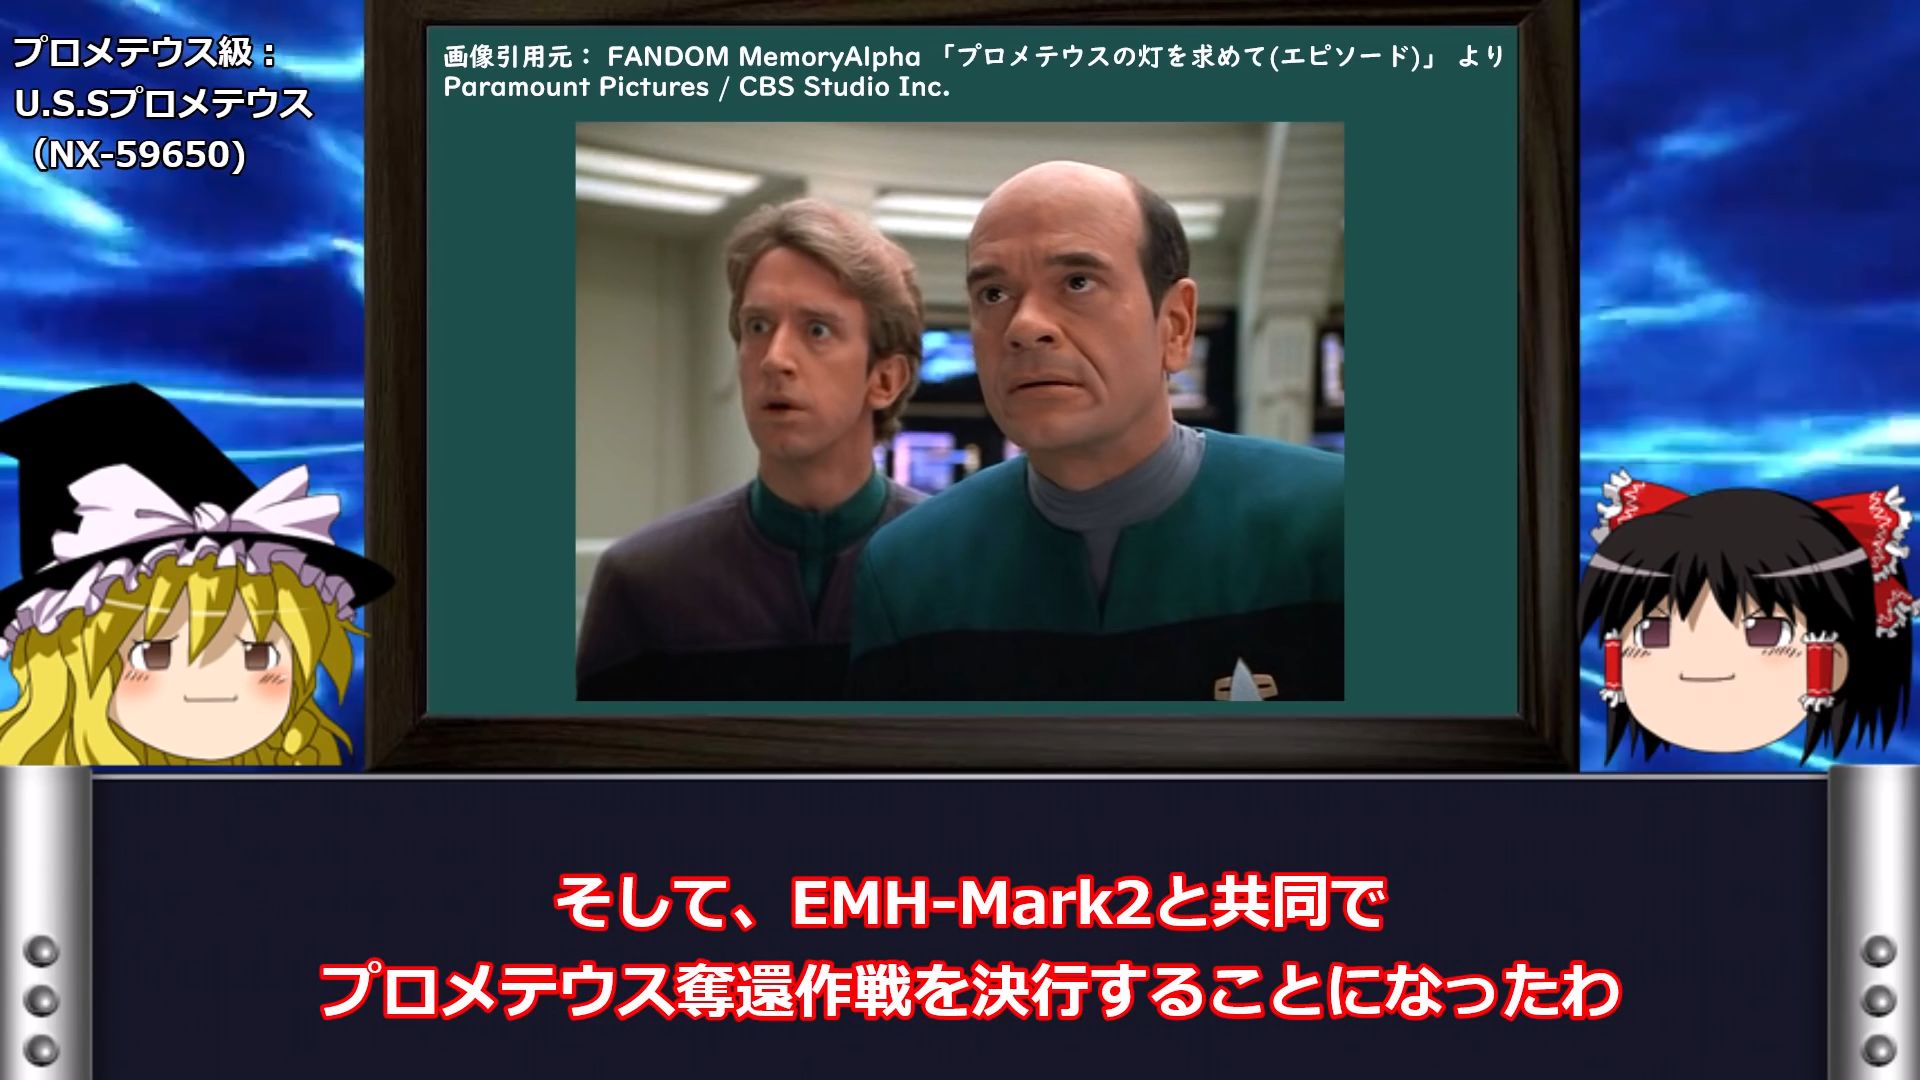 プロメテウス級：
U.S.Sプロメテウス
（NX-59650）
画像引用元： FANDOM MemoryAlpha 「プロメテウスの灯を求めて(エピソード)」 より
Paramount Pictures / CBS Studio Inc.
そして、EMH-Mark2と共同で
プロメテウス奪還作戦を決行することになったわ